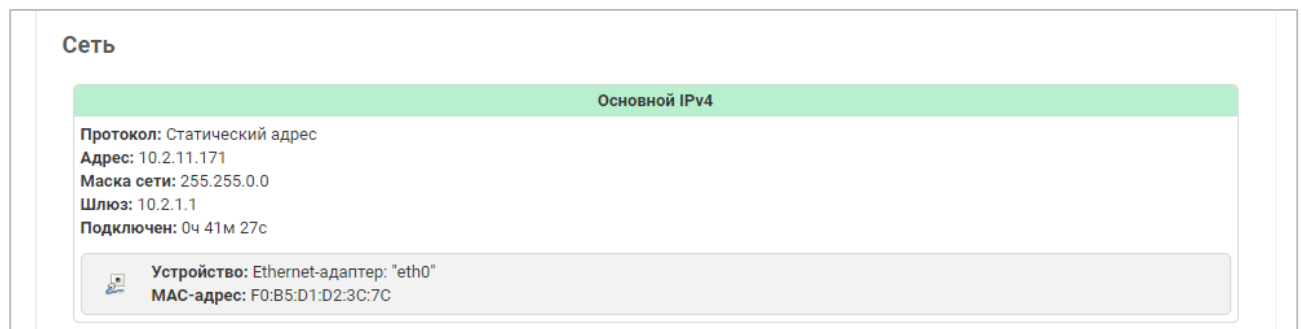 Сеть
Основной IPv4
Протокол: Статический адрес
Адрес: 10.2.11.171
Маска сети: 255.255.0.0
Шлюз: 10.2.1.1
Подключен: 0ч 41м 27с
Устройство: Ethernet-адаптер: "eth0"
MAC-адрес: F0:B5:D1:D2:3C:7C